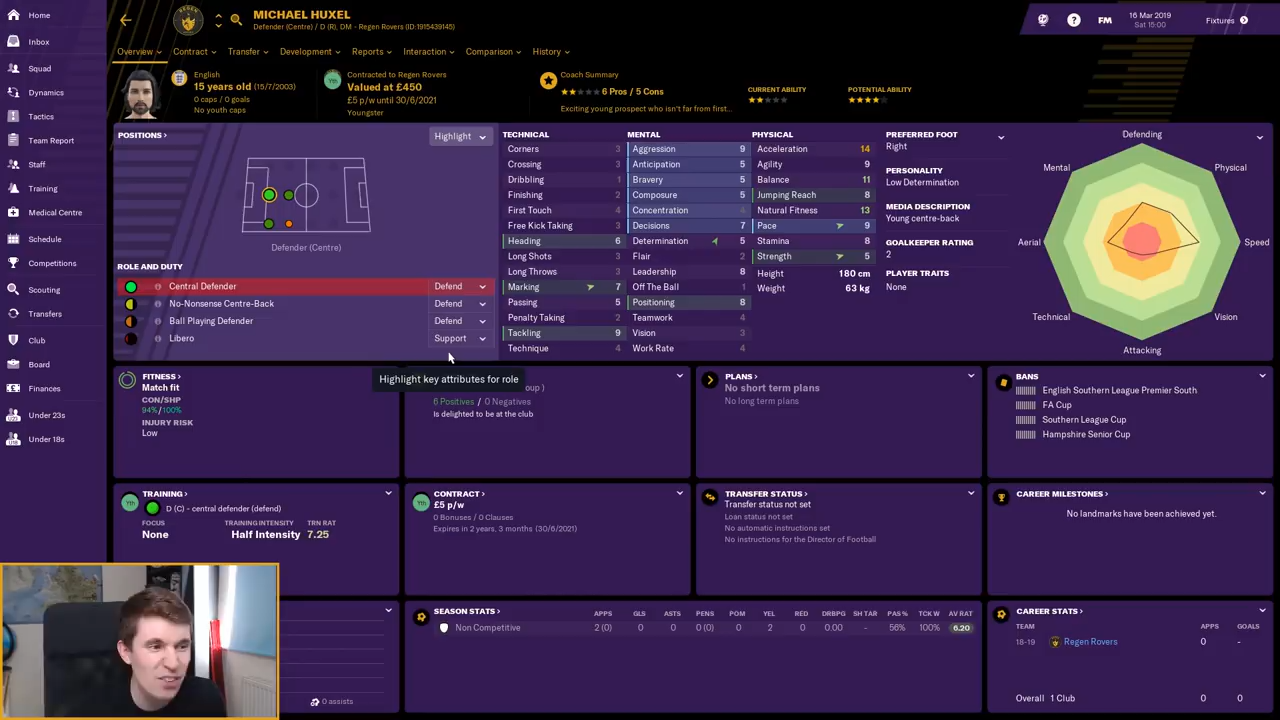 MICHAEL HUXEL
Defender (Centre) / D (R), DM - Regen Rovers (ID:1915439145)
FM
16 Mar 2019
Sat 15:00
Fixtures
Home
Inbox
Squad
Dynamics
Tactics
Team Report
Staff
Training
Medical Centre
Schedule
Competitions
Scouting
Transfers
Club
Board
Finances
Under 23s
Under 18s
Overview
Contract
Transfer
Development
Reports
Interaction
Comparison
History
English
15 years old (15/7/2003)
0 caps / 0 goals
No youth caps
Yth
Contracted to Regen Rovers
Valued at £450
£5 p/w until 30/6/2021
Youngster
Coach Summary
6 Pros / 5 Cons
Exciting young prospect who isn't far from first...
CURRENT ABILITY
POTENTIAL ABILITY
POSITIONS
Highlight
Defender (Centre)
ROLE AND DUTY
Central Defender Defend
No-Nonsense Centre-Back Defend
Ball Playing Defender Defend
Libero Support
Highlight key attributes for role
TECHNICAL
Corners 3
Crossing 3
Dribbling 1
Finishing 2
First Touch 4
Free Kick Taking 3
Heading 6
Long Shots 3
Long Throws 3
Marking 7
Passing 5
Penalty Taking 2
Tackling 9
Technique 4
MENTAL
Aggression 9
Anticipation 5
Bravery 5
Composure 5
Concentration 4
Decisions 7
Determination 5
Flair 2
Leadership 8
Off The Ball 1
Positioning 8
Teamwork 4
Vision 3
Work Rate 4
PHYSICAL
Acceleration 14
Agility 9
Balance 11
Jumping Reach 8
Natural Fitness 13
Pace 9
Stamina 8
Strength 5
Height 180 cm
Weight 63 kg
PREFERRED FOOT
Right
PERSONALITY
Low Determination
MEDIA DESCRIPTION
Young centre-back
GOALKEEPER RATING
2
PLAYER TRAITS
None
Defending
Physical
Speed
Vision
Attacking
Technical
Aerial
Mental
FITNESS
Match fit
CON/SHP
94%/100%
INJURY RISK
Low
6 Positives / 0 Negatives
Is delighted to be at the club
PLANS
No short term plans
No long term plans
BANS
English Southern League Premier South
FA Cup
Southern League Cup
Hampshire Senior Cup
TRAINING
Yth
D (C) - central defender (defend)
FOCUS
None
TRAINING INTENSITY
Half Intensity
TRN RAT
7.25
CONTRACT
Yth
£5 p/w
0 Bonuses / 0 Clauses
Expires in 2 years, 3 months (30/6/2021)
TRANSFER STATUS
Transfer status not set
Loan status not set
No automatic instructions set
No instructions for the Director of Football
CAREER MILESTONES
No landmarks have been achieved yet.
0 assists
SEASON STATS APPS GLS ASTS PENS POM YEL RED DRBPG SH TAR PAS% TCK W AV RAT
Non Competitive 2 (0) 0 0 0 (0) 0 2 0 0.00 - 56% 100% 6.20
CAREER STATS
TEAM APPS GOALS
18-19 Regen Rovers 0 -
Overall 1 Club 0 0